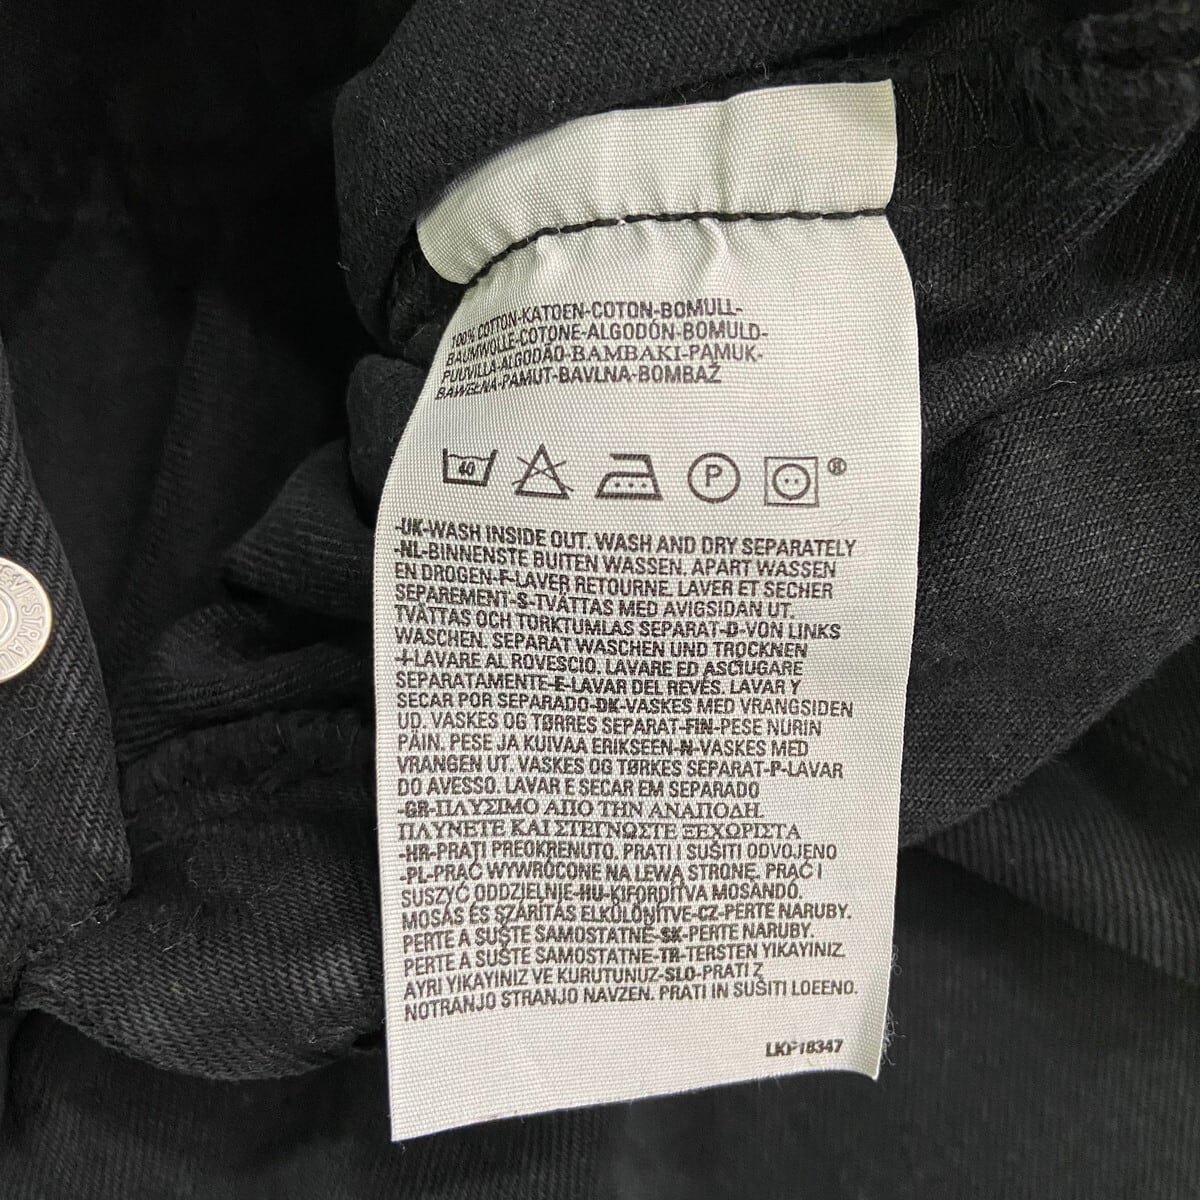 100% COTTON-KATOEN-COTON-BOMULL-
BAUMWOLLE-COTONE-ALGODÓN-BOMULD-
PUUVILLA-ALGODÃO-BAMBAKI-PAMUK-
BAWEŁNA-PAMUT-BAVLNA-BOMBAŽ
40 P ®
-UK-WASH INSIDE OUT. WASH AND DRY SEPARATELY
-NL-BINNENSTE BUITEN WASSEN. APART WASSEN
EN DROGEN-F-LAVER RETOURNE. LAVER ET SECHER
SEPAREMENT-S-TVÄTTAS MED AVIGSIDAN UT.
TVÄTTAS OCH TORKTUMLAS SEPARAT-D-VON LINKS
WASCHEN. SEPARAT WASCHEN UND TROCKNEN
-I-LAVARE AL ROVESCIO. LAVARE ED ASCIUGARE
SEPARATAMENTE-E-LAVAR DEL REVÉS. LAVAR Y
SECAR POR SEPARADO-DK-VASKES MED VRANGSIDEN
UD. VASKES OG TØRRES SEPARAT-FIN-PESE NURIN
PÄIN. PESE JA KUIVAA ERIKSEEN-N-VASKES MED
VRANGEN UT. VASKES OG TØRKES SEPARAT-P-LAVAR
DO AVESSO. LAVAR E SECAR EM SEPARADO
-GR-ΠΛΥΣΙΜΟ ΑΠΟ ΤΗΝ ΑΝΑΠΟΔΗ.
ΠΛΥΝΕΤΕ ΚΑΙ ΣΤΕΓΝΩΣΤΕ ΞΕΧΩΡΙΣΤΑ
-HR-PRATI PREOKRENUTO. PRATI I SUŠITI ODVOJENO
-PL-PRAĆ WYWRÓCONE NA LEWĄ STRONĘ. PRAĆ I
SUSZYĆ ODDZIELNIE-HU-KIFORDÍTVA MOSANDÓ.
MOSÁS ÉS SZÁRÍTÁS ELKÜLÖNÍTVE-CZ-PERTE NARUBY.
PERTE A SUŠTE SAMOSTATNĚ-SK-PERTE NARUBY.
PERTE A SUŠTE SAMOSTATNE-TR-TERSTEN YIKAYINIZ.
AYRI YIKAYINIZ VE KURUTUNUZ-SLO-PRATI Z
NOTRANJO STRANJO NAVZEN. PRATI IN SUŠITI LOEENO.
LKP18347